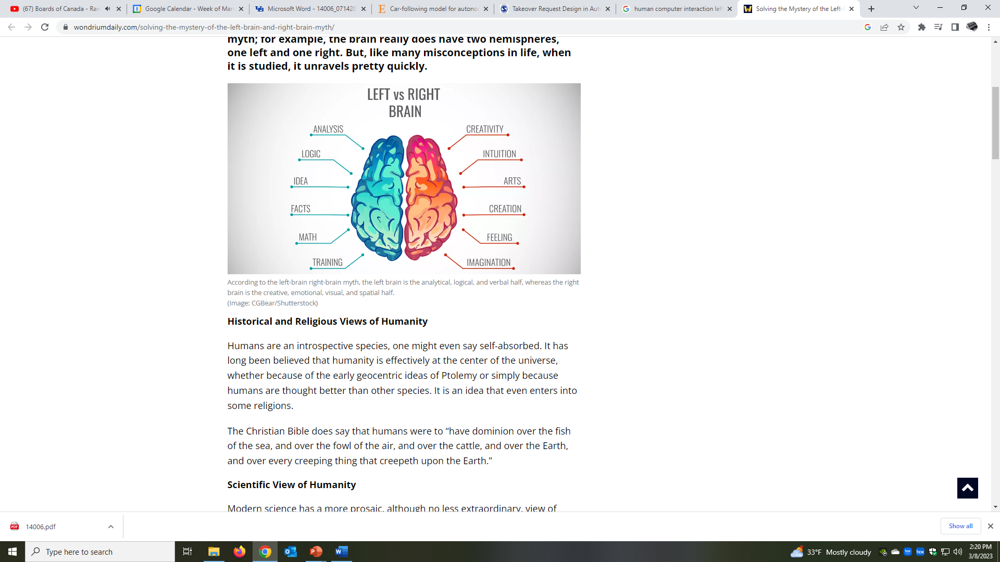 (67) Boards of Canada - Ran
Google Calendar - Week of Mar
Microsoft Word - 14006_071420
Car-following model for autono
Takeover Request Design in Aut
human computer interaction lef
Solving the Mystery of the Left-
wondriumdaily.com/solving-the-mystery-of-the-left-brain-and-right-brain-myth/
myth; for example, the brain really does have two hemispheres,
one left and one right. But, like many misconceptions in life, when
it is studied, it unravels pretty quickly.
LEFT vs RIGHT
BRAIN
ANALYSIS
CREATIVITY
LOGIC
INTUITION
IDEA
ARTS
FACTS
CREATION
MATH
FEELING
TRAINING
IMAGINATION
According to the left-brain right-brain myth, the left brain is the analytical, logical, and verbal half, whereas the right
brain is the creative, emotional, visual, and spatial half.
(Image: CGBear/Shutterstock)
Historical and Religious Views of Humanity
Humans are an introspective species, one might even say self-absorbed. It has
long been believed that humanity is effectively at the center of the universe,
whether because of the early geocentric ideas of Ptolemy or simply because
humans are thought better than other species. It is an idea that even enters into
some religions.
The Christian Bible does say that humans were to “have dominion over the fish
of the sea, and over the fowl of the air, and over the cattle, and over the Earth,
and over every creeping thing that creepeth upon the Earth.”
Scientific View of Humanity
Modern science has a more prosaic, although no less extraordinary, view of
14006.pdf
Show all
Type here to search
33°F Mostly cloudy
2:20 PM
3/8/2023